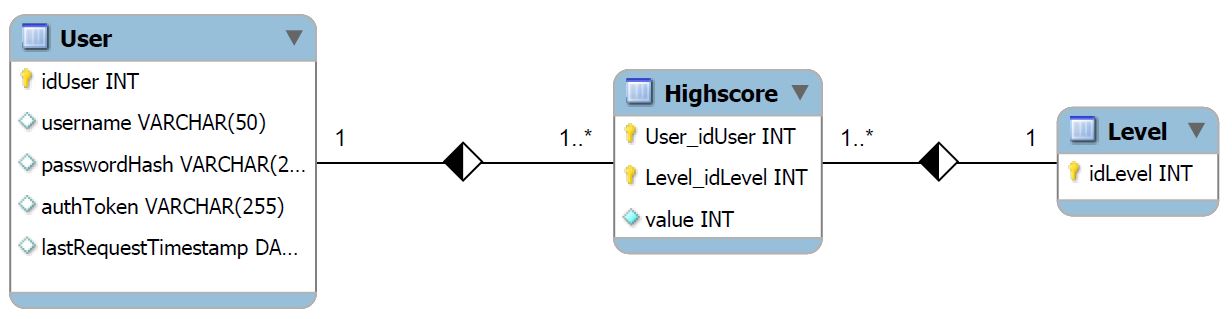 User
idUser INT
username VARCHAR(50)
passwordHash VARCHAR(2...
authToken VARCHAR(255)
lastRequestTimestamp DA...
1
1..*
Highscore
User_idUser INT
Level_idLevel INT
value INT
1..*
1
Level
idLevel INT